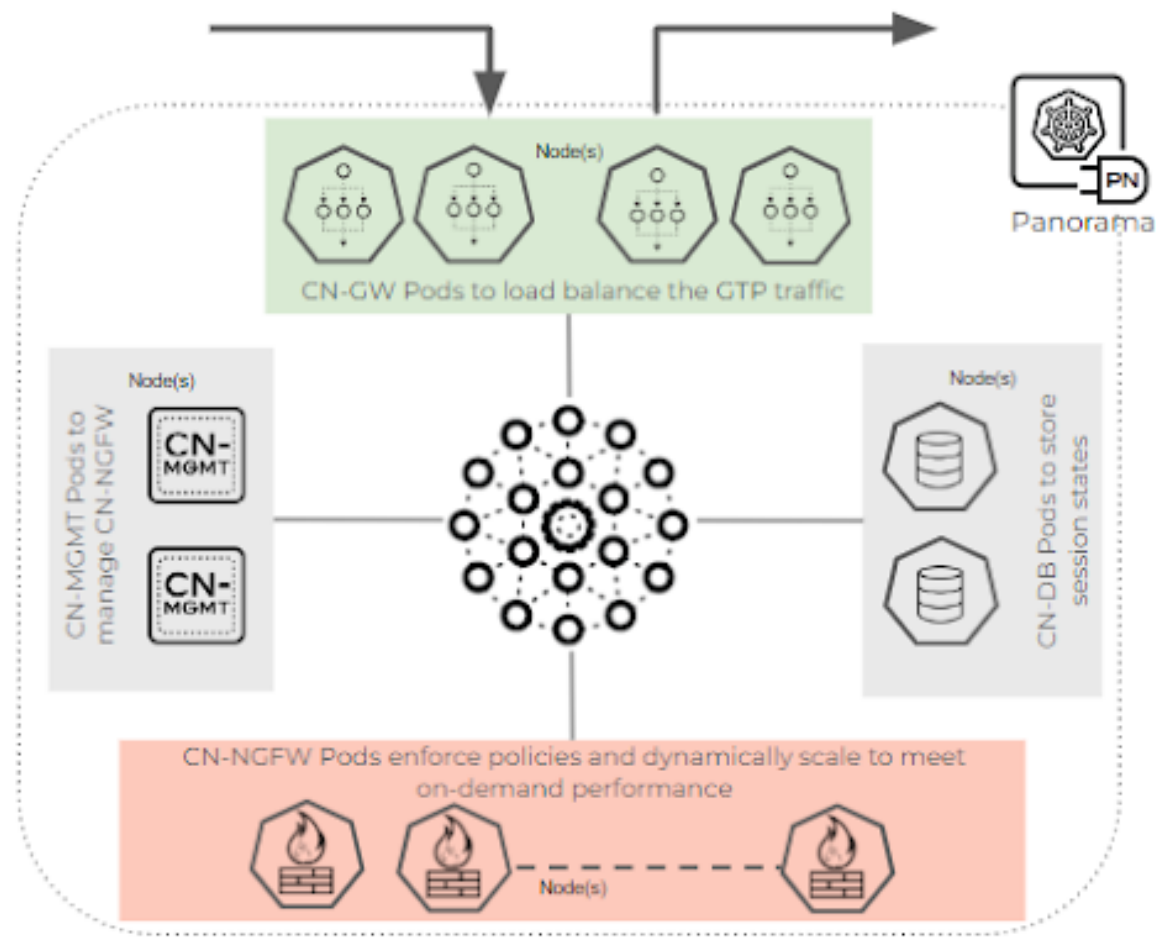 Node(s)
CN-GW Pods to load balance the GTP traffic
PN
Panorama
Node(s)
CN-MGMT Pods to
manage CN-NGFW
CN-
MGMT
CN-
MGMT
Node(s)
CN-DB Pods to store
session states
CN-NGFW Pods enforce policies and dynamically scale to meet
on-demand performance
Node(s)